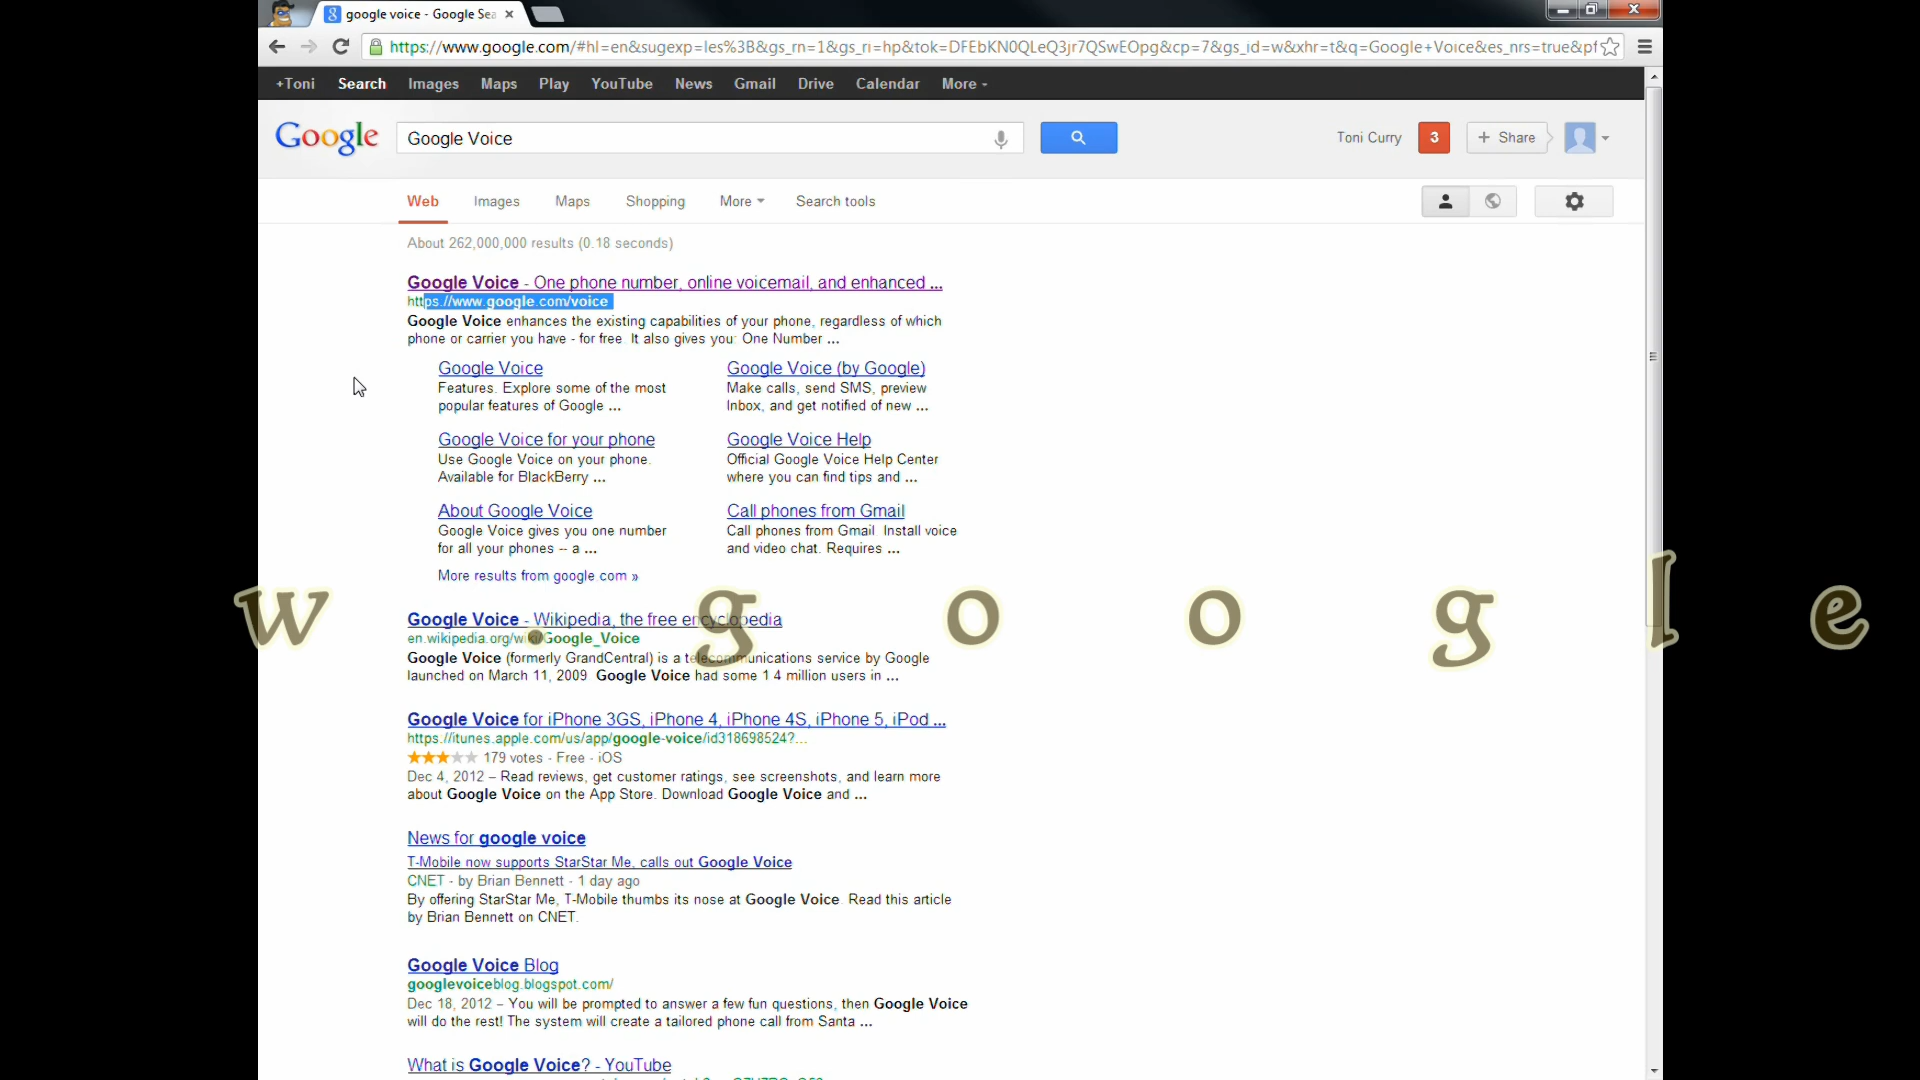 google voice - Google Sea
https://www.google.com/#hl=en&sugexp=les%3B&gs_rn=1&gs_ri=hp&tok=DFEbKN0QLeQ3jr7QSwEOpg&cp=7&gs_id=w&xhr=t&q=Google+Voice&es_nrs=true&pf
+Toni Search Images Maps Play YouTube News Gmail Drive Calendar More
Google Google Voice Toni Curry 3 + Share
Web Images Maps Shopping More Search tools
About 262,000,000 results (0.18 seconds)
Google Voice - One phone number, online voicemail, and enhanced ...
https://www.google.com/voice
Google Voice enhances the existing capabilities of your phone, regardless of which
phone or carrier you have - for free. It also gives you: One Number ...
Google Voice
Features. Explore some of the most
popular features of Google ...
Google Voice (by Google)
Make calls, send SMS, preview
Inbox, and get notified of new ...
Google Voice for your phone
Use Google Voice on your phone.
Available for BlackBerry ...
Google Voice Help
Official Google Voice Help Center
where you can find tips and ...
About Google Voice
Google Voice gives you one number
for all your phones -- a ...
Call phones from Gmail
Call phones from Gmail. Install voice
and video chat. Requires ...
More results from google.com »
w . g o o g l e
Google Voice - Wikipedia, the free encyclopedia
en.wikipedia.org/wiki/Google_Voice
Google Voice (formerly GrandCentral) is a telecommunications service by Google
launched on March 11, 2009. Google Voice had some 1.4 million users in ...
Google Voice for iPhone 3GS, iPhone 4, iPhone 4S, iPhone 5, iPod ...
https://itunes.apple.com/us/app/google-voice/id318698524?...
179 votes - Free - iOS
Dec 4, 2012 – Read reviews, get customer ratings, see screenshots, and learn more
about Google Voice on the App Store. Download Google Voice and ...
News for google voice
T-Mobile now supports StarStar Me, calls out Google Voice
CNET - by Brian Bennett - 1 day ago
By offering StarStar Me, T-Mobile thumbs its nose at Google Voice. Read this article
by Brian Bennett on CNET.
Google Voice Blog
googlevoiceblog.blogspot.com/
Dec 18, 2012 – You will be prompted to answer a few fun questions, then Google Voice
will do the rest! The system will create a tailored phone call from Santa ...
What is Google Voice? - YouTube